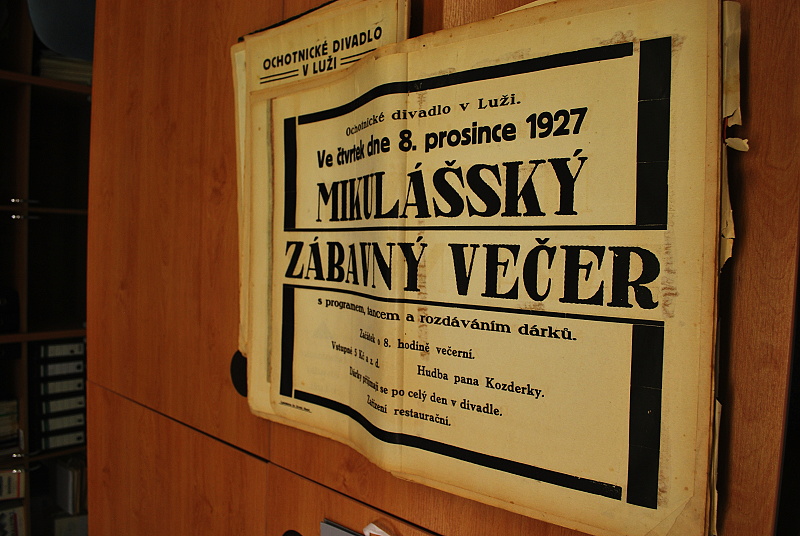 OCHOTNICKÉ DIVADLO
V LUŽI
Ochotnické divadlo v Luži.
Ve čtvrtek dne 8. prosince 1927
MIKULÁŠSKÝ
ZÁBAVNÝ VEČER
s programem, tancem a rozdáváním dárků.
Začátek o 8. hodině večerní.
Vstupné 5 Kč a z. d.
Hudba pana Kozderky.
Dárky přijímají se po celý den v divadle.
Zařízení restaurační.